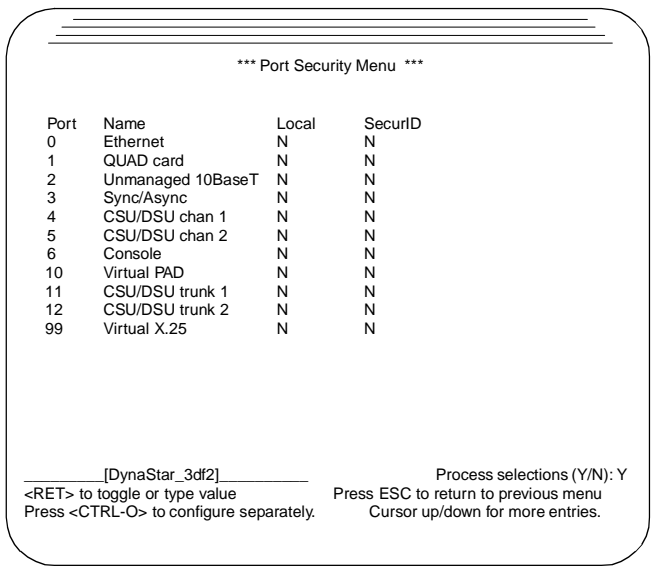 *** Port Security Menu ***
Port Name Local SecurID
0 Ethernet N N
1 QUAD card N N
2 Unmanaged 10BaseT N N
3 Sync/Async N N
4 CSU/DSU chan 1 N N
5 CSU/DSU chan 2 N N
6 Console N N
10 Virtual PAD N N
11 CSU/DSU trunk 1 N N
12 CSU/DSU trunk 2 N N
99 Virtual X.25 N N
__________[DynaStar_3df2]___________ Process selections (Y/N): Y
<RET> to toggle or type value Press ESC to return to previous menu
Press <CTRL-O> to configure separately. Cursor up/down for more entries.